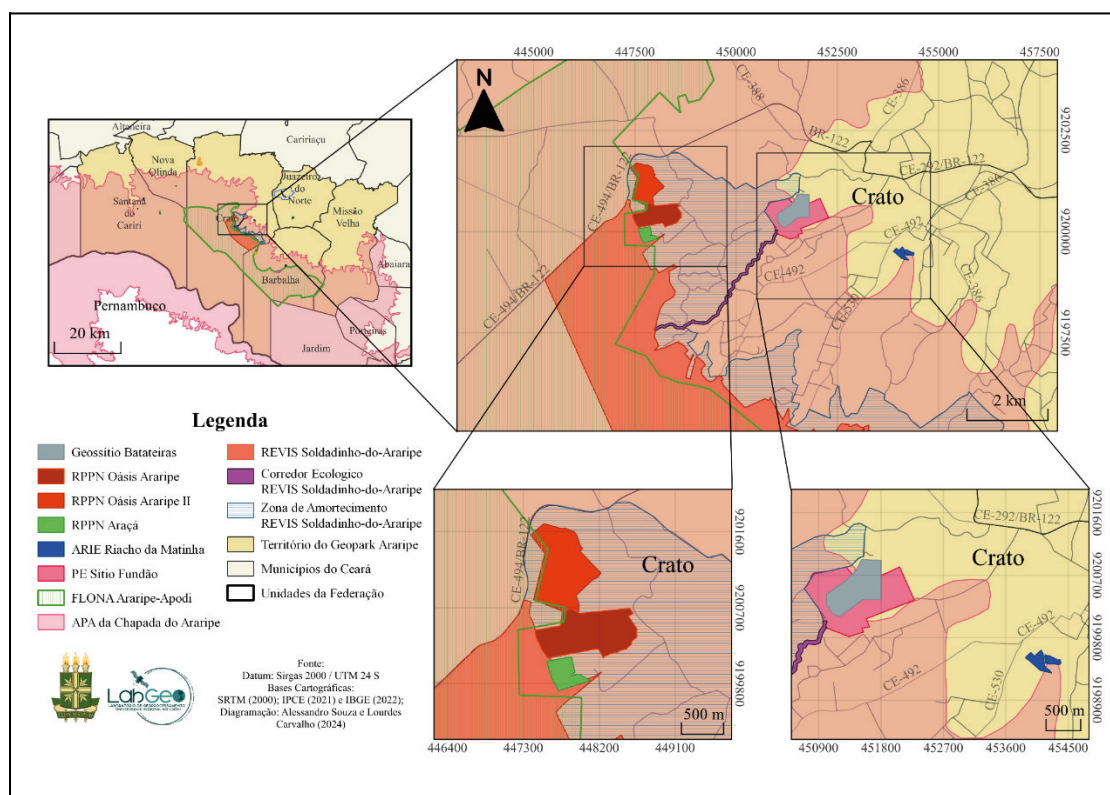 Altaneira
Caririaçu
Nova
Olinda
Juazeiro
do
Norte
Santana
do
Cariri
Crato
Missão
Velha
Abaiara
Barbalha
Pernambuco
Porteiras
Jardim
20 km
445000 447500 450000 452500 455000 457500
N
CE-388
CE-386
BR-122
CE-292/BR-122
CE-386
CE-494/BR-122
Crato
CE-492
CE-492
CE-494/BR-122
CE-530
CE-386
2 km
9202500
9200000
9197500
Legenda
Geossítio Batateiras
RPPN Oásis Araripe
RPPN Oásis Araripe II
RPPN Araçá
ARIE Riacho da Matinha
PE Sítio Fundão
FLONA Araripe-Apodi
APA da Chapada do Araripe
REVIS Soldadinho-do-Araripe
Corredor Ecologico
REVIS Soldadinho-do-Araripe
Zona de Amortecimento
REVIS Soldadinho-do-Araripe
Território do Geopark Araripe
Municípios do Ceará
Unidades da Federação
LabGeo
LABORATÓRIO DE GEOPROCESSAMENTO
Fonte:
Datum: Sirgas 2000 / UTM 24 S
Bases Cartográficas:
SRTM (2000); IPCE (2021) e IBGE (2022);
Diagramação: Alessandro Souza e Lourdes
Carvalho (2024)
CE-494/BR-122
Crato
500 m
9201600
9200700
9199800
446400 447300 448200 449100
CE-292/BR-122
Crato
CE-492
CE-492
CE-530
500 m
9201600
9200700
9199800
9198900
450900 451800 452700 453600 454500